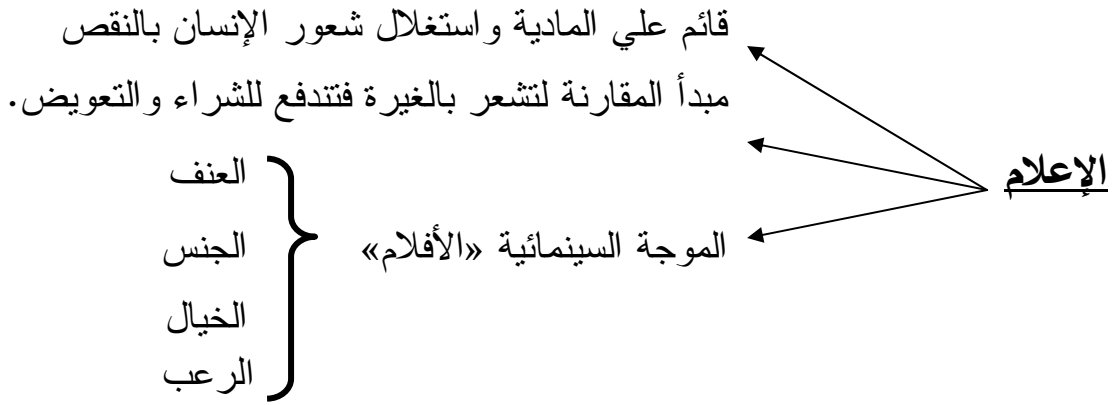 قائم علي المادية واستغلال شعور الإنسان بالنقص
مبدأ المقارنة لتشعر بالغيرة فتندفع للشراء والتعويض.
الإعلام
العنف
الموجة السينمائية «الأفلام»
الجنس
الخيال
الرعب